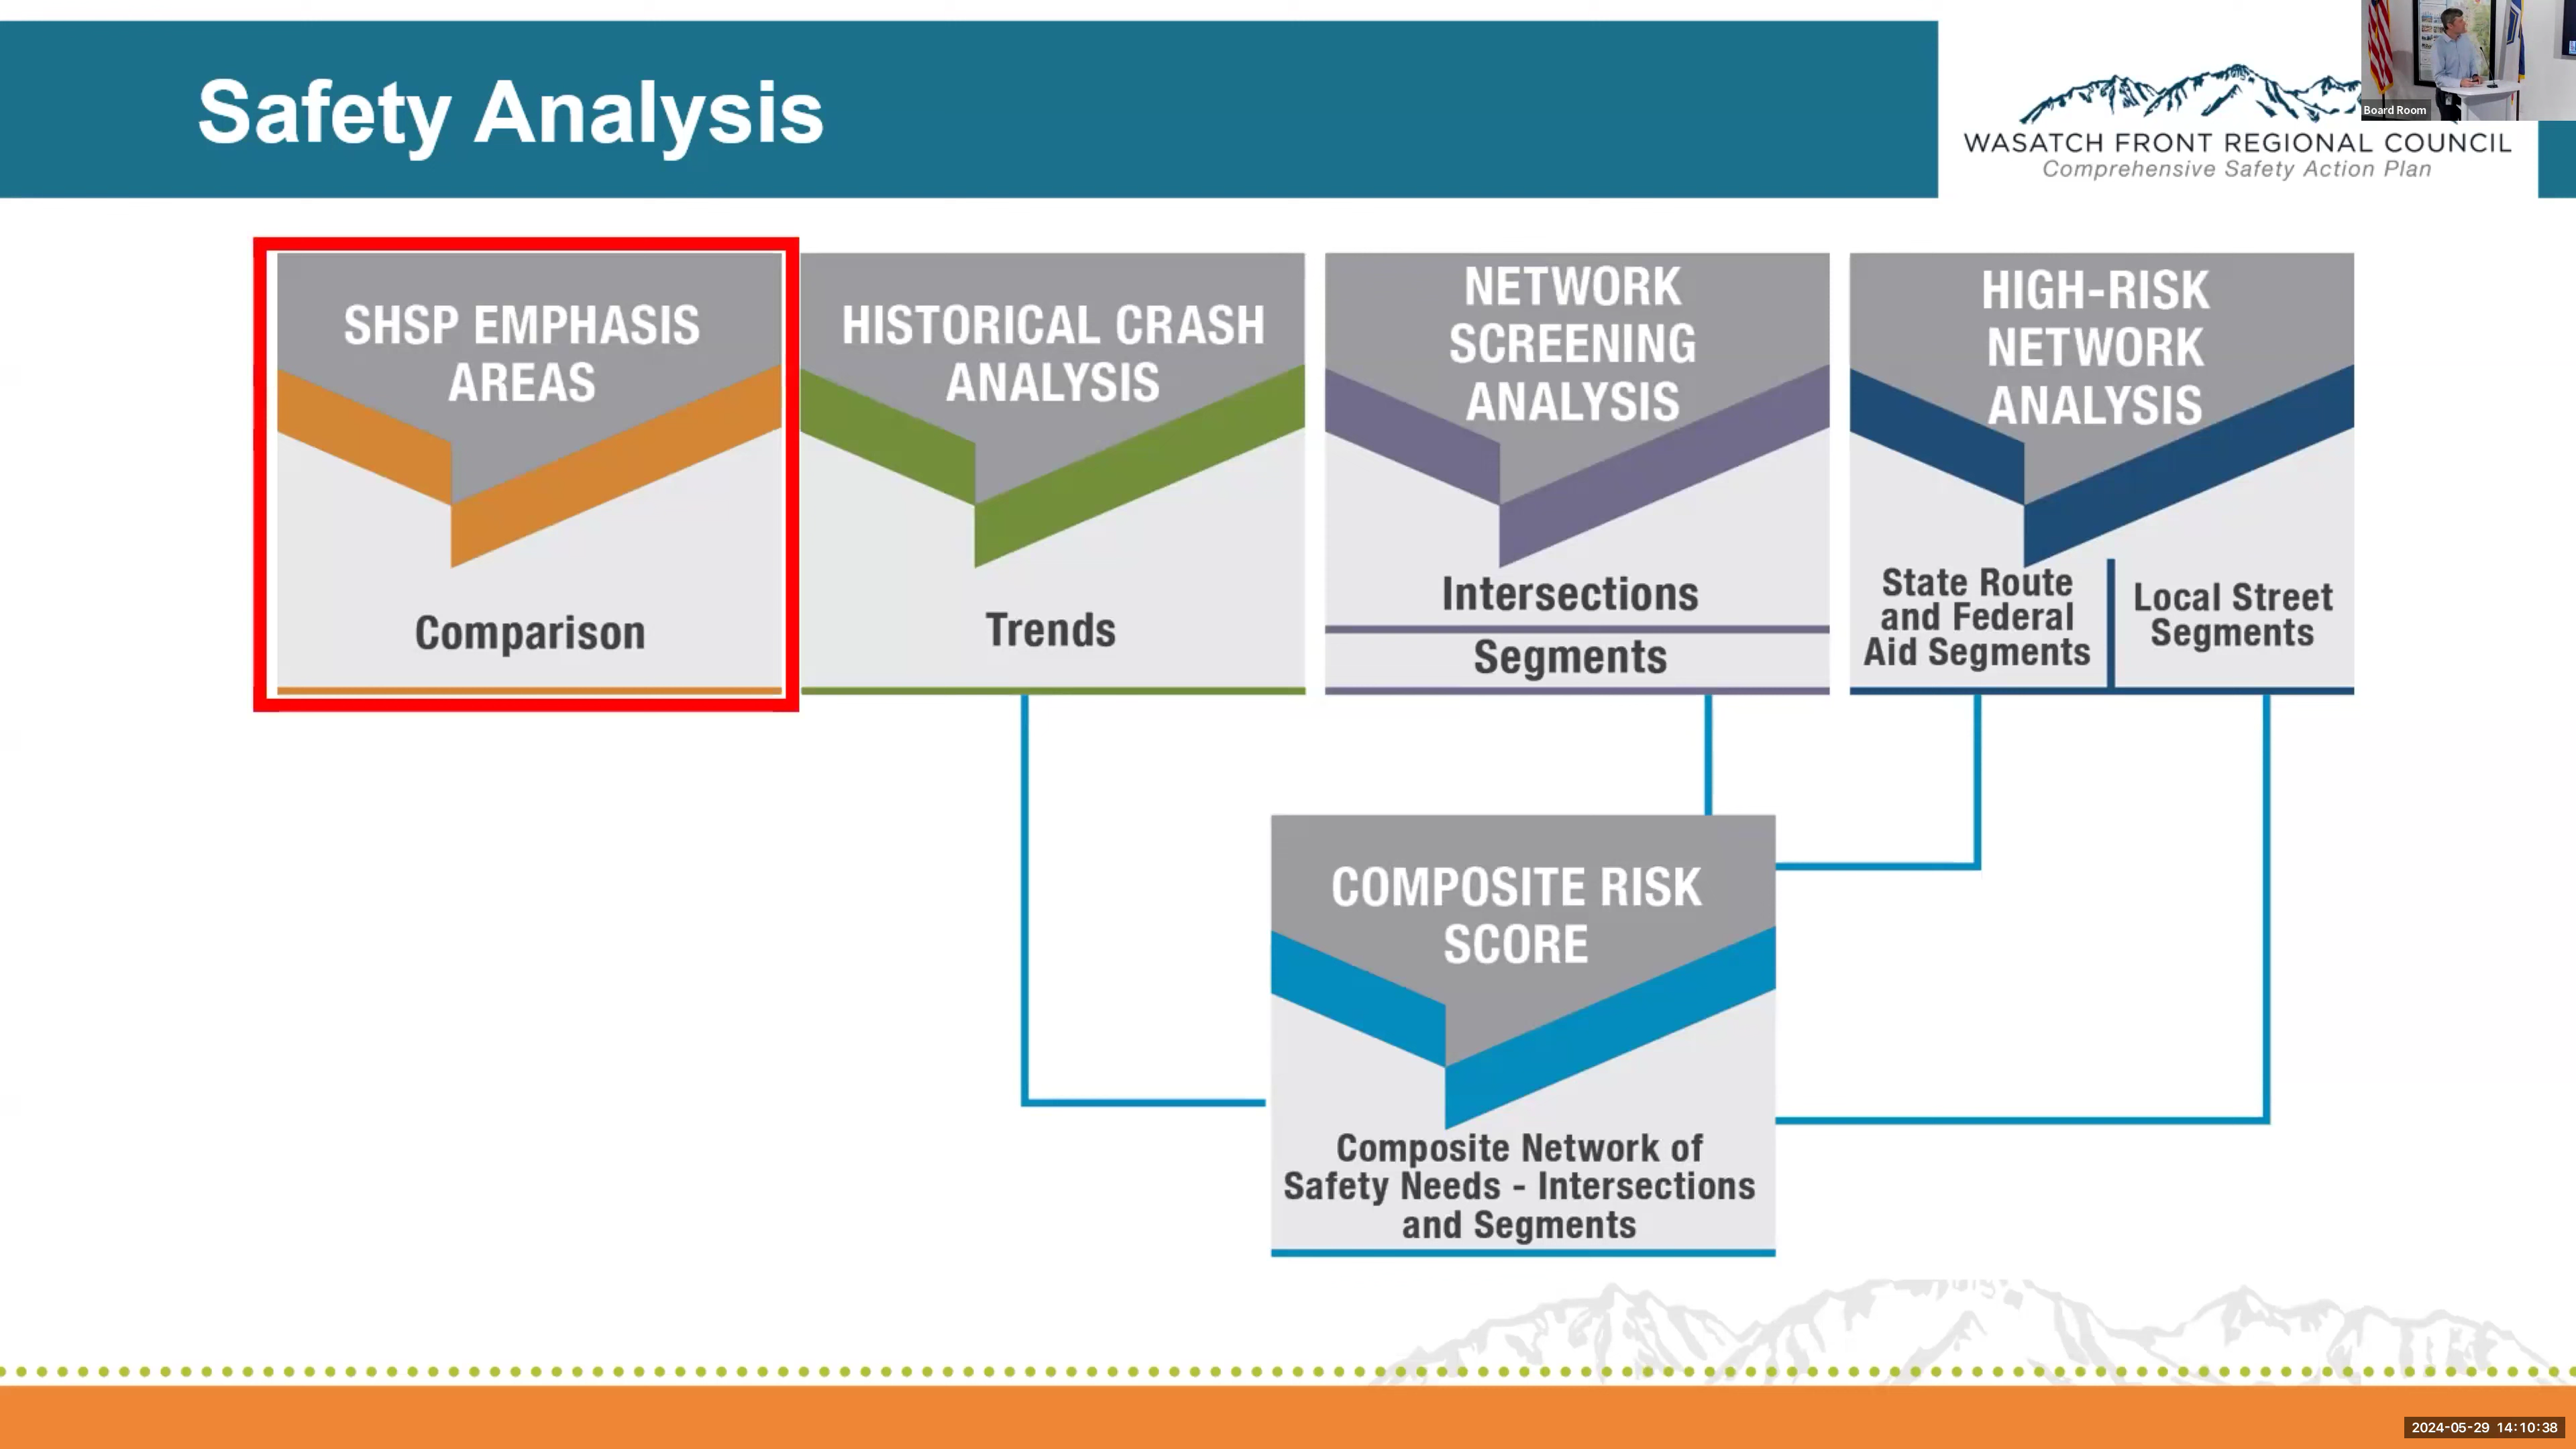 Safety Analysis
Board Room
WASATCH FRONT REGIONAL COUNCIL
Comprehensive Safety Action Plan
SHSP EMPHASIS
AREAS
Comparison
HISTORICAL CRASH
ANALYSIS
Trends
NETWORK
SCREENING
ANALYSIS
Intersections
Segments
HIGH-RISK
NETWORK
ANALYSIS
State Route
and Federal
Aid Segments
Local Street
Segments
COMPOSITE RISK
SCORE
Composite Network of
Safety Needs - Intersections
and Segments
2024-05-29 14:10:38